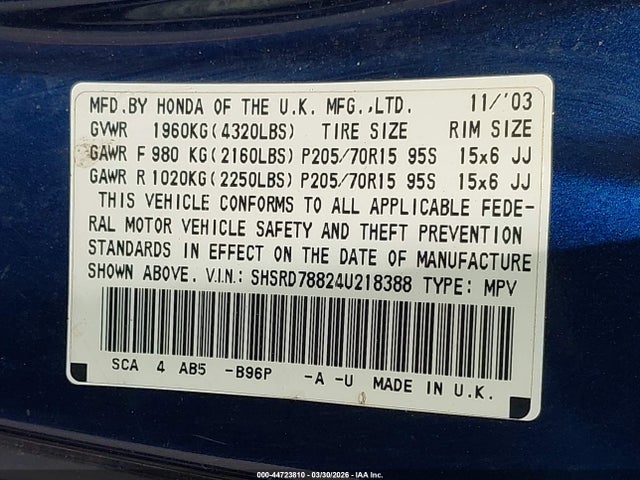 MFD.BY HONDA OF THE U.K. MFG.,LTD. 11/'03
GVWR 1960KG(4320LBS) TIRE SIZE RIM SIZE
GAWR F 980 KG(2160LBS) P205/70R15 95S 15x6 JJ
GAWR R 1020KG(2250LBS) P205/70R15 95S 15x6 JJ
THIS VEHICLE CONFORMS TO ALL APPLICABLE FEDE-
RAL MOTOR VEHICLE SAFETY AND THEFT PREVENTION
STANDARDS IN EFFECT ON THE DATE OF MANUFACTURE
SHOWN ABOVE. V.I.N.: SHSRD78824U218388 TYPE: MPV
SCA 4 AB5 -B96P -A -U MADE IN U.K.
000-44723810 - 03/30/2026 - IAA Inc.